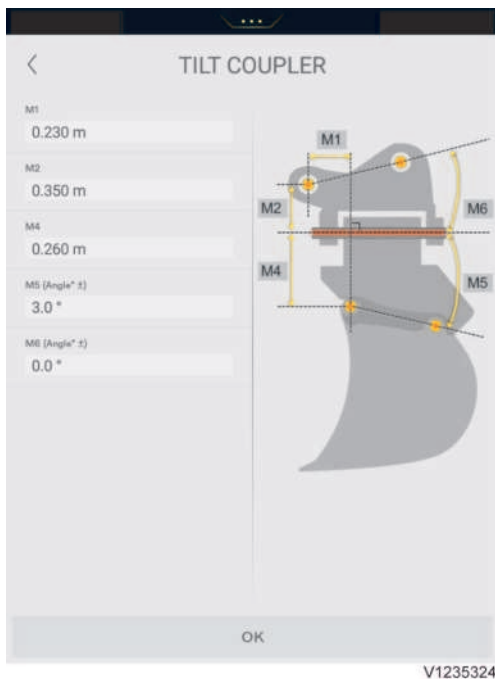 TILT COUPLER
M1
0.230 m
M2
0.350 m
M4
0.260 m
M5 (Angle° ±)
3.0 °
M6 (Angle° ±)
0.0 °
M1
M2
M6
M4
M5
OK
V1235324